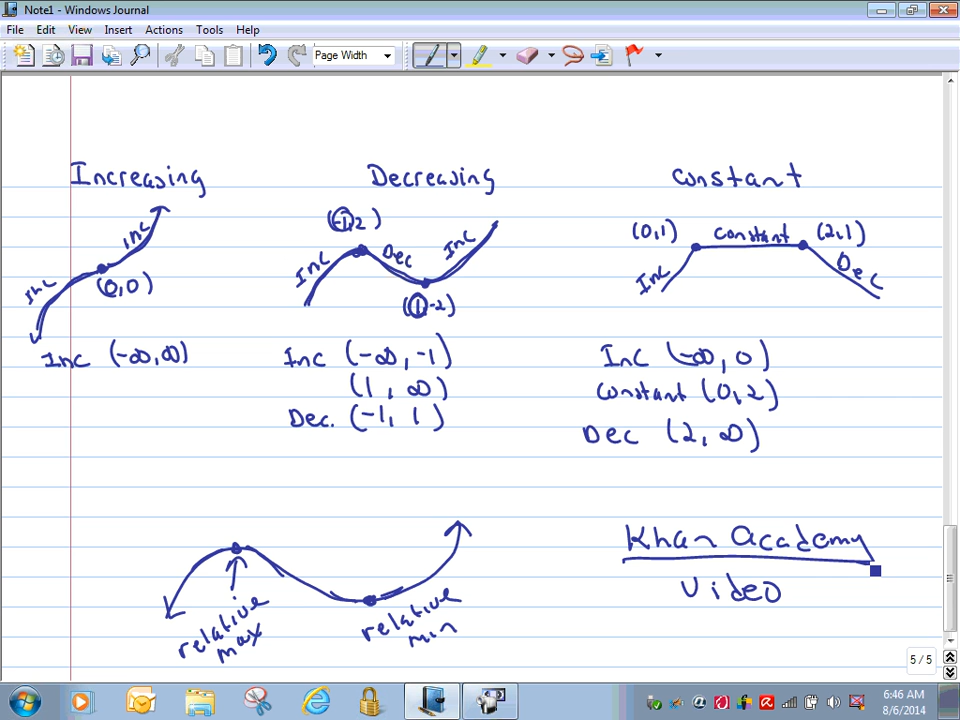 Note1 - Windows Journal
File Edit View Insert Actions Tools Help
Page Width
Increasing
Inc
Inc
(0,0)
Inc (-∞,∞)
Decreasing
(-1,2)
Inc
Dec
Inc
(1,-2)
Inc (-∞,-1)
(1,∞)
Dec. (-1, 1)
Constant
(0,1) constant (2,1)
Inc
Dec
Inc (-∞, 0)
Constant (0,2)
Dec (2,∞)
relative
max
relative
min
Khan Academy
Video
5 / 5
6:46 AM
8/6/2014